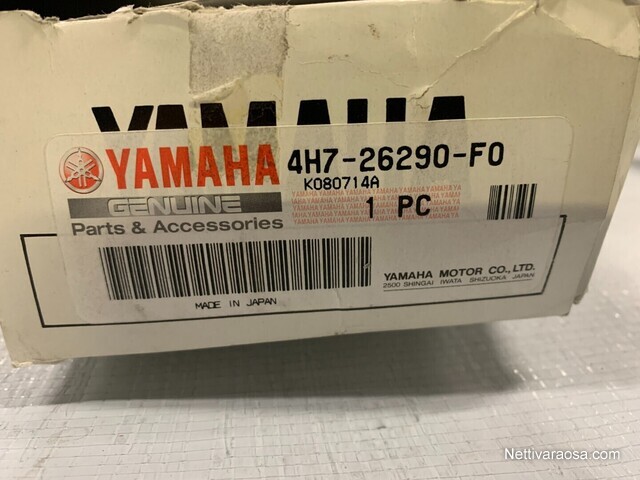 YAMAHA
YAMAHA 4H7-26290-F0
K080714A
GENUINE
1 PC
Parts & Accessories
YAMAHA MOTOR CO., LTD.
2500 SHINGAI IWATA SHIZUOKA JAPAN
MADE IN JAPAN
Nettivaraosa.com